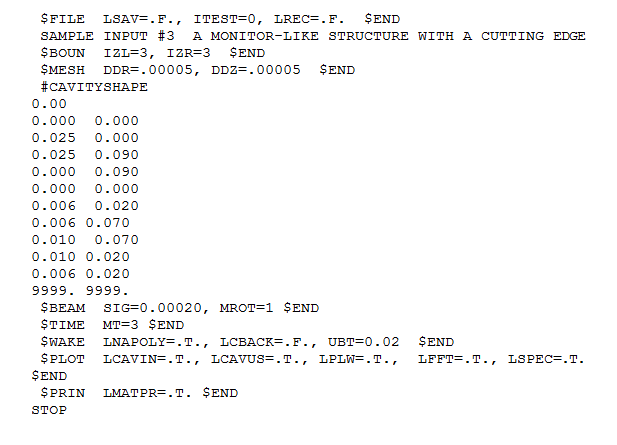 $FILE  LSAV=.F., ITEST=0, LREC=.F.  $END
SAMPLE INPUT #3  A MONITOR-LIKE STRUCTURE WITH A CUTTING EDGE
$BOUN  IZL=3, IZR=3  $END
$MESH  DDR=.00005, DDZ=.00005  $END
#CAVITYSHAPE
0.00
0.000  0.000
0.025  0.000
0.025  0.090
0.000  0.090
0.000  0.000
0.006  0.020
0.006 0.070
0.010  0.070
0.010 0.020
0.006 0.020
9999. 9999.
$BEAM  SIG=0.00020, MROT=1 $END
$TIME  MT=3 $END
$WAKE  LNAPOLY=.T., LCBACK=.F., UBT=0.02  $END
$PLOT  LCAVIN=.T., LCAVUS=.T., LPLW=.T.,  LFFT=.T., LSPEC=.T.
$END
$PRIN  LMATPR=.T. $END
STOP